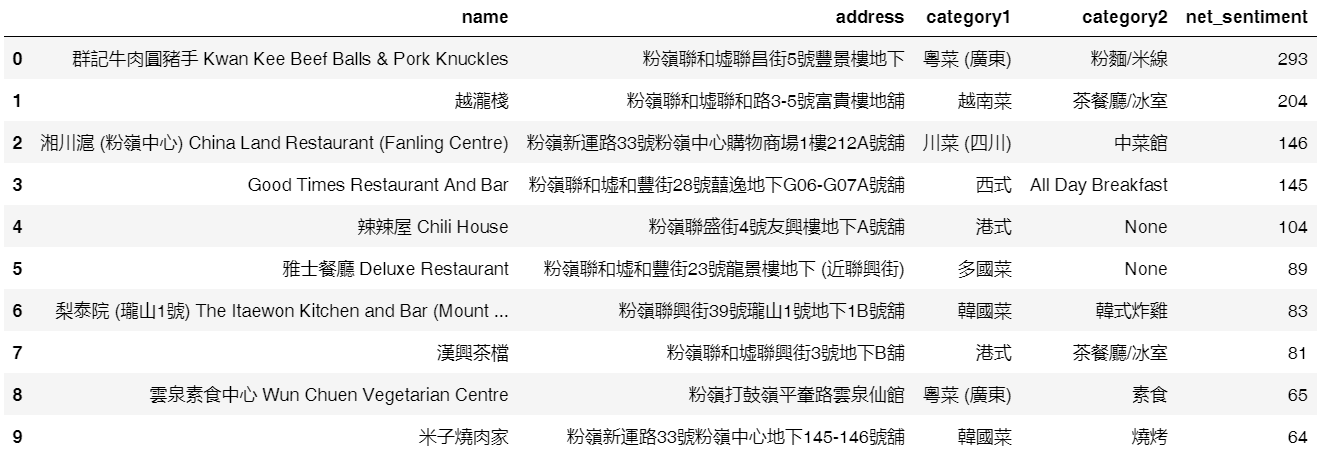 name address category1 category2 net_sentiment
0 群記牛肉圓豬手 Kwan Kee Beef Balls & Pork Knuckles 粉嶺聯和墟聯昌街5號豐景樓地下 粵菜 (廣東) 粉麵/米線 293
1 越瀧棧 粉嶺聯和墟聯和路3-5號富貴樓地舖 越南菜 茶餐廳/冰室 204
2 湘川滬 (粉嶺中心) China Land Restaurant (Fanling Centre) 粉嶺新運路33號粉嶺中心購物商場1樓212A號舖 川菜 (四川) 中菜館 146
3 Good Times Restaurant And Bar 粉嶺聯和墟和豐街28號囍逸地下G06-G07A號舖 西式 All Day Breakfast 145
4 辣辣屋 Chili House 粉嶺聯盛街4號友興樓地下A號舖 港式 None 104
5 雅士餐廳 Deluxe Restaurant 粉嶺聯和墟和豐街23號龍景樓地下 (近聯興街) 多國菜 None 89
6 梨泰院 (瓏山1號) The Itaewon Kitchen and Bar (Mount ... 粉嶺聯興街39號瓏山1號地下1B號舖 韓國菜 韓式炸雞 83
7 漢興茶檔 粉嶺聯和墟聯興街3號地下B舖 港式 茶餐廳/冰室 81
8 雲泉素食中心 Wun Chuen Vegetarian Centre 粉嶺打鼓嶺平輋路雲泉仙館 粵菜 (廣東) 素食 65
9 米子燒肉家 粉嶺新運路33號粉嶺中心地下145-146號舖 韓國菜 燒烤 64